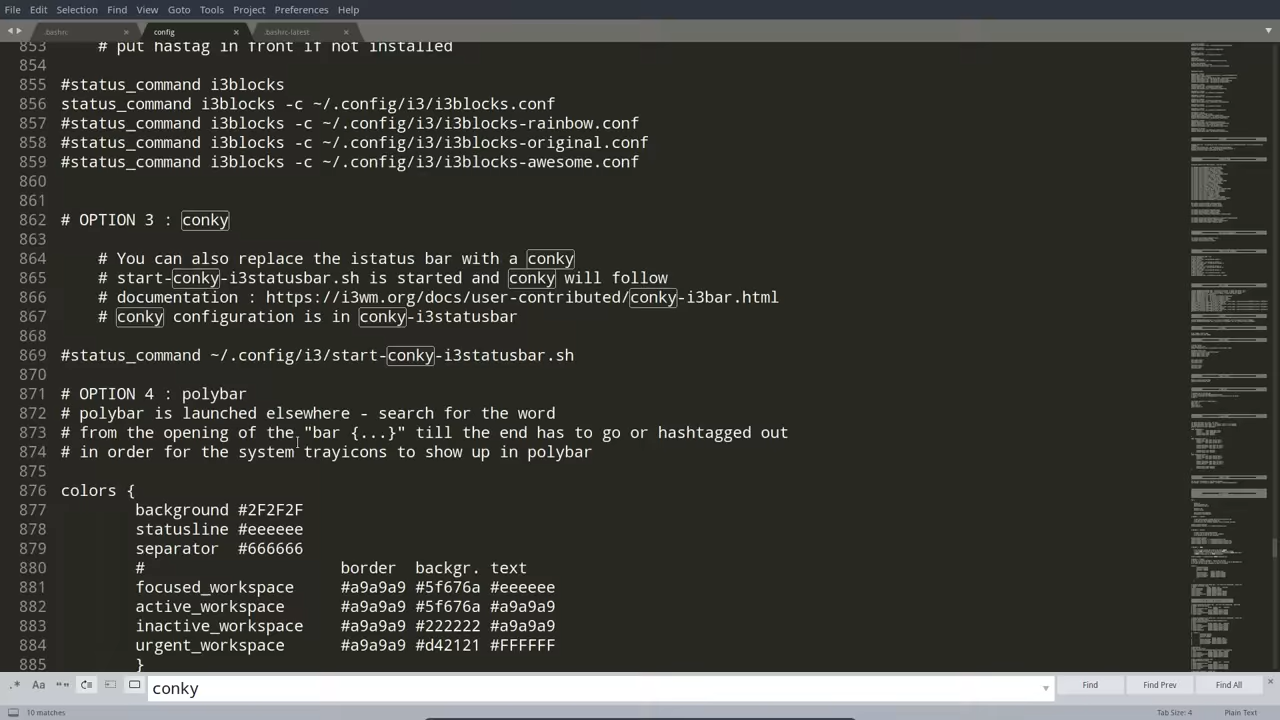 File Edit Selection Find View Goto Tools Project Preferences Help
.bashrc config .bashrc-latest
853 # put hastag in front if not installed
854
855 #status_command i3blocks
856 status_command i3blocks -c ~/.config/i3/i3blocks.conf
857 #status_command i3blocks -c ~/.config/i3/i3blocks-rainbow.conf
858 #status_command i3blocks -c ~/.config/i3/i3blocks-original.conf
859 #status_command i3blocks -c ~/.config/i3/i3blocks-awesome.conf
860
861
862 # OPTION 3 : conky
863
864 # You can also replace the istatus bar with a conky
865 # start-conky-i3statusbar.sh is started and conky will follow
866 # documentation : https://i3wm.org/docs/user-contributed/conky-i3bar.html
867 # conky configuration is in conky-i3statusbar
868
869 #status_command ~/.config/i3/start-conky-i3statusbar.sh
870
871 # OPTION 4 : polybar
872 # polybar is launched elsewhere - search for the word
873 # from the opening of the "bar {...}" till the end has to go or hashtagged out
874 # in order for the system trayicons to show up in polybar
875
876 colors {
877 background #2F2F2F
878 statusline #eeeeee
879 separator #666666
880 # border backgr. text
881 focused_workspace #a9a9a9 #5f676a #eeeeee
882 active_workspace #a9a9a9 #5f676a #a9a9a9
883 inactive_workspace #a9a9a9 #222222 #a9a9a9
884 urgent_workspace #a9a9a9 #d42121 #FFFFFF
885 }
.* Aa “” conky Find Find Prev Find All
10 matches Tab Size: 4 Plain Text